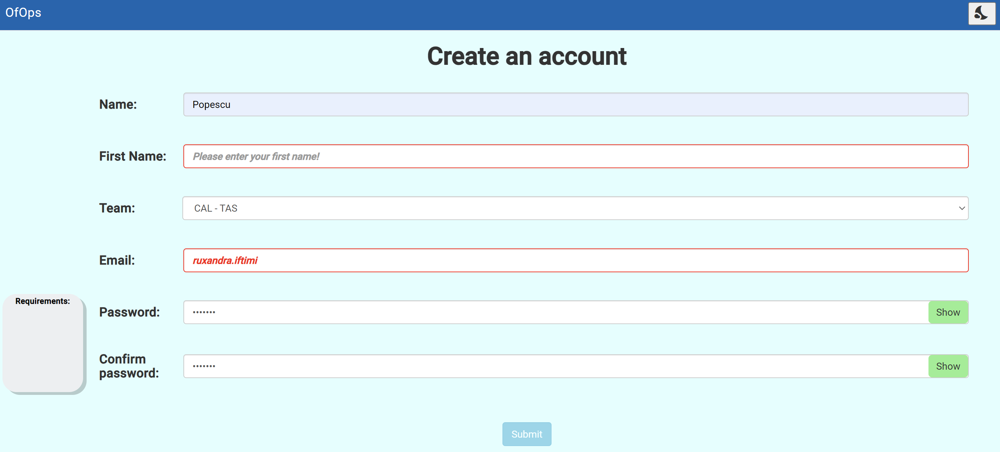 OfOps
Create an account
Name:
Popescu
First Name:
Please enter your first name!
Team:
CAL - TAS
Email:
ruxandra.iftimi
Requirements:
Password:
•••••••
Show
Confirm
password:
•••••••
Show
Submit